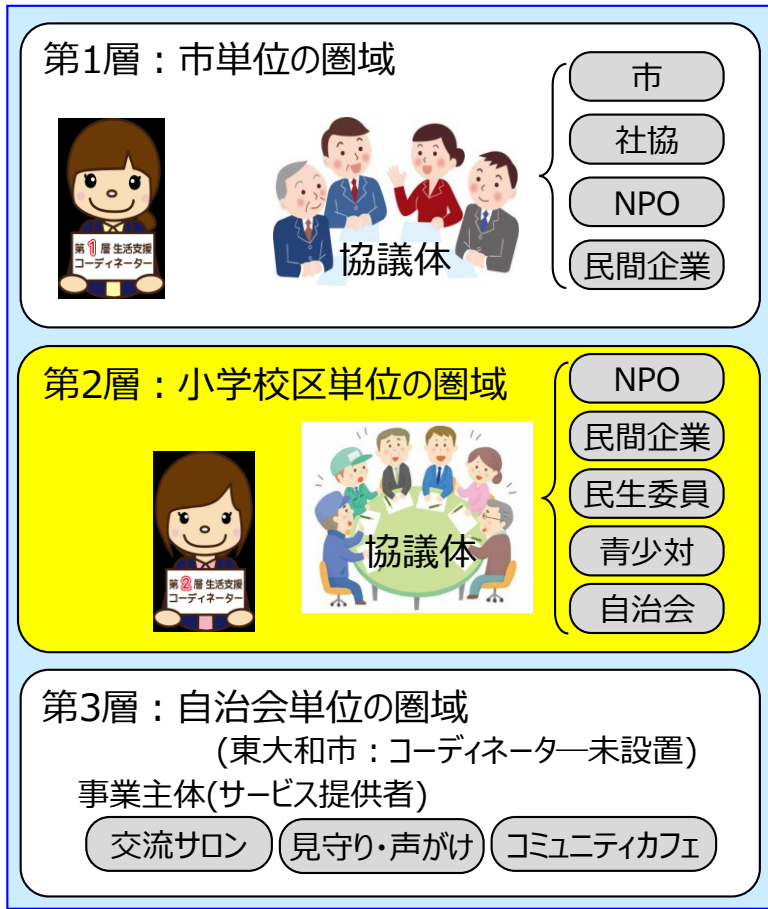 第1層：市単位の圏域
市
社協
NPO
民間企業
第1層 生活支援
コーディネーター
協議体
第2層：小学校区単位の圏域
NPO
民間企業
民生委員
青少対
自治会
第2層 生活支援
コーディネーター
協議体
第3層：自治会単位の圏域
(東大和市：コーディネータ―未設置)
事業主体(サービス提供者)
交流サロン 見守り・声がけ コミュニティカフェ